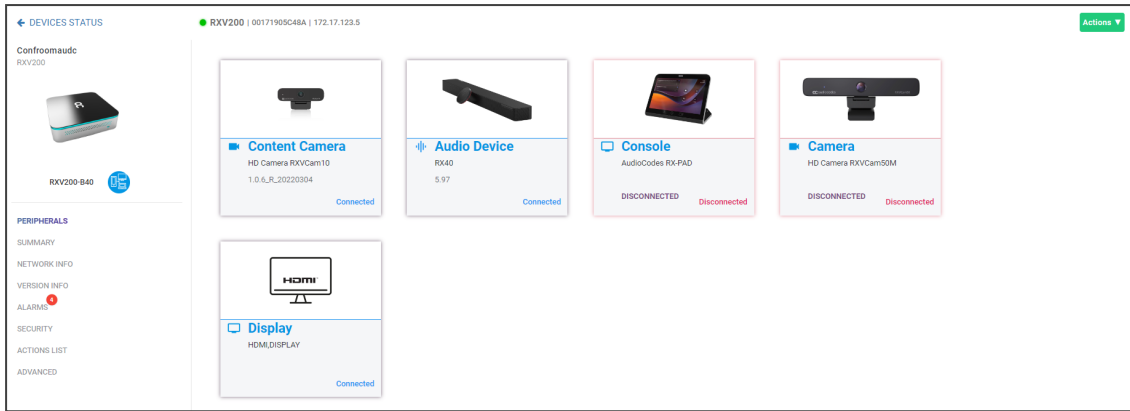 ← DEVICES STATUS
RXV200 | 00171905C48A | 172.17.123.5
Actions ▼
Confroomaudc
RXV200
RXV200-B40
PERIPHERALS
SUMMARY
NETWORK INFO
VERSION INFO
ALARMS 4
SECURITY
ACTIONS LIST
ADVANCED
Content Camera
HD Camera RXVCam10
1.0.6_R_20220304
Connected
Audio Device
RX40
5.97
Connected
Console
AudioCodes RX-PAD
DISCONNECTED
Disconnected
Camera
HD Camera RXVCam50M
DISCONNECTED
Disconnected
HDMI
Display
HDMI,DISPLAY
Connected